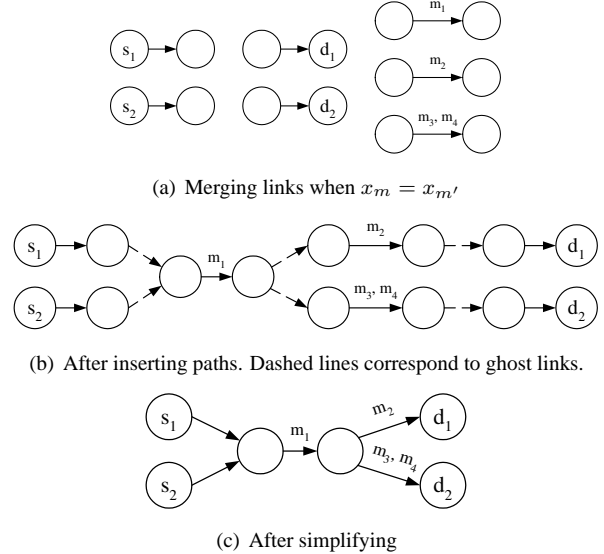 m₁
s₁ d₁
m₂
s₂ d₂
m₃, m₄
(a) Merging links when xₘ = xₘ′
s₁ m₁ m₂ d₁
s₂ m₃, m₄ d₂
(b) After inserting paths. Dashed lines correspond to ghost links.
s₁ m₂ d₁
m₁
s₂ m₃, m₄ d₂
(c) After simplifying